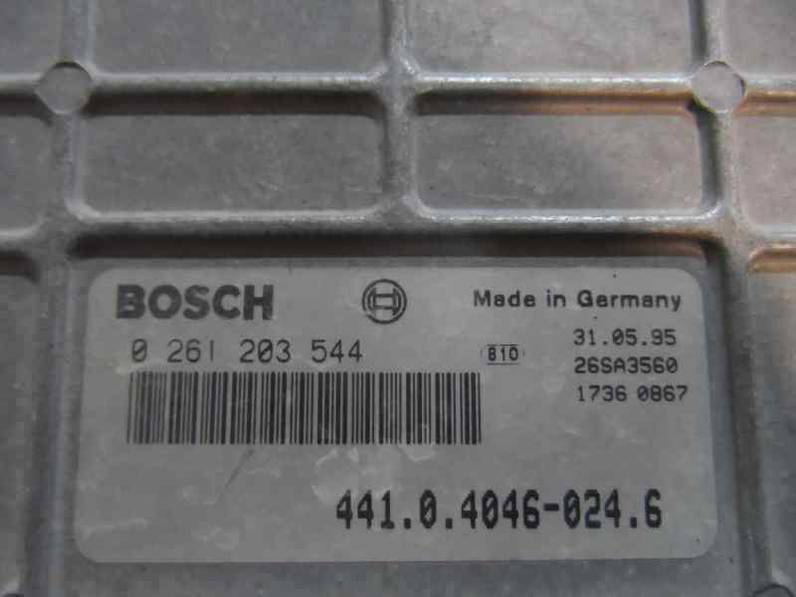 BOSCH
Made in Germany
0 261 203 544
B10
31.05.95
26SA3560
1736 0867
441.0.4046-024.6